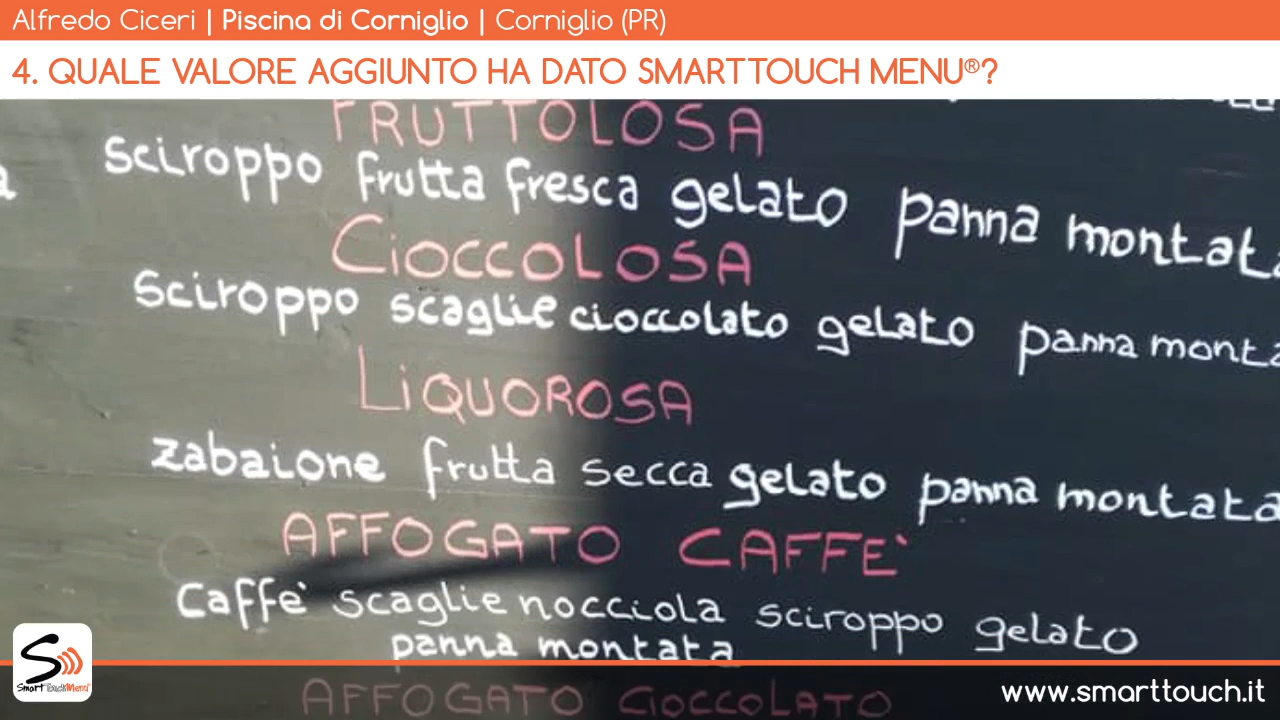 Alfredo Ciceri | Piscina di Corniglio | Corniglio (PR)
4. QUALE VALORE AGGIUNTO HA DATO SMARTTOUCH MENU®?
FRUTTOLOSA
sciroppo frutta fresca gelato panna montata
CIOCCOLOSA
sciroppo scaglie cioccolato gelato panna monta
LIQUOROSA
zabaione frutta secca gelato panna montata
AFFOGATO CAFFE'
Caffe' scaglie nocciola sciroppo gelato
panna montata
AFFOGATO CIOCCOLATO
SmartTouchMenu
www.smarttouch.it